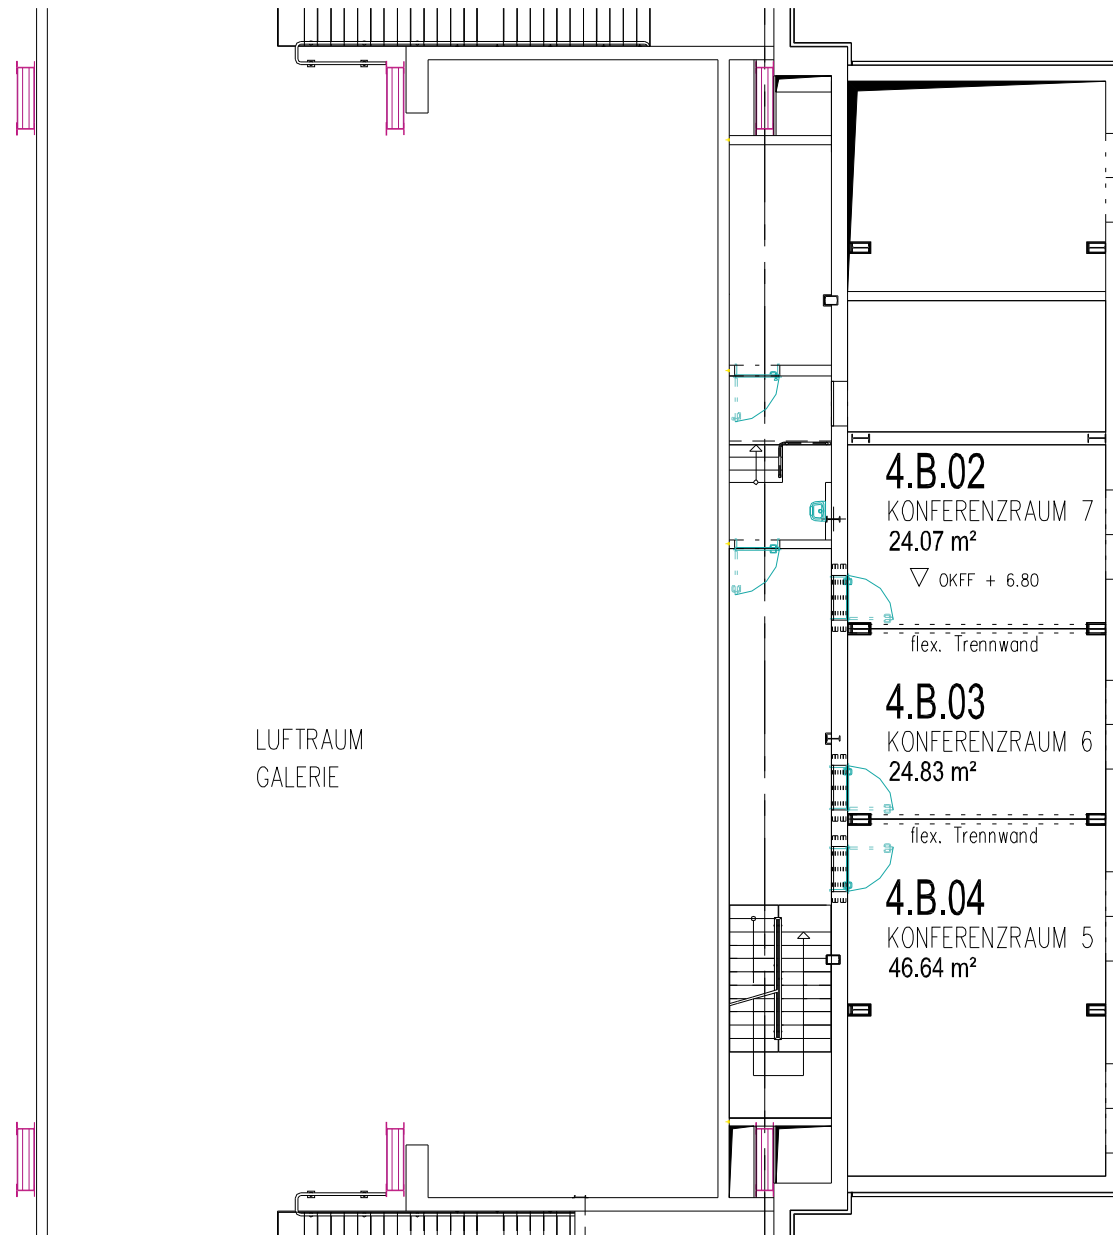 4.B.02
KONFERENZRAUM 7
24.07 m²
OKFF + 6.80
flex. Trennwand
4.B.03
KONFERENZRAUM 6
24.83 m²
flex. Trennwand
4.B.04
KONFERENZRAUM 5
46.64 m²
LUFTRAUM
GALERIE